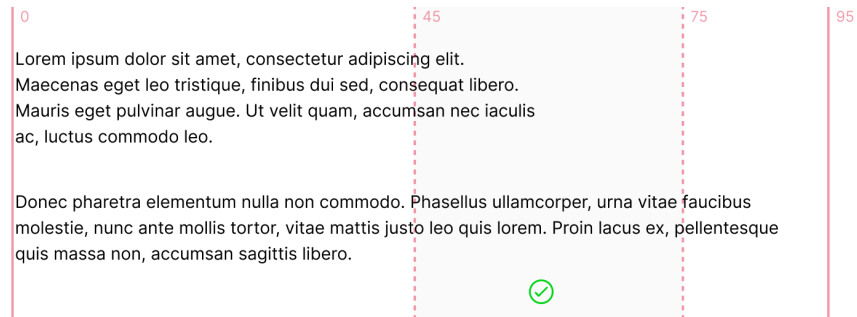 0 45 75 95
Lorem ipsum dolor sit amet, consectetur adipiscing elit.
Maecenas eget leo tristique, finibus dui sed, consequat libero.
Mauris eget pulvinar augue. Ut velit quam, accumsan nec iaculis
ac, luctus commodo leo.
Donec pharetra elementum nulla non commodo. Phasellus ullamcorper, urna vitae faucibus
molestie, nunc ante mollis tortor, vitae mattis justo leo quis lorem. Proin lacus ex, pellentesque
quis massa non, accumsan sagittis libero.